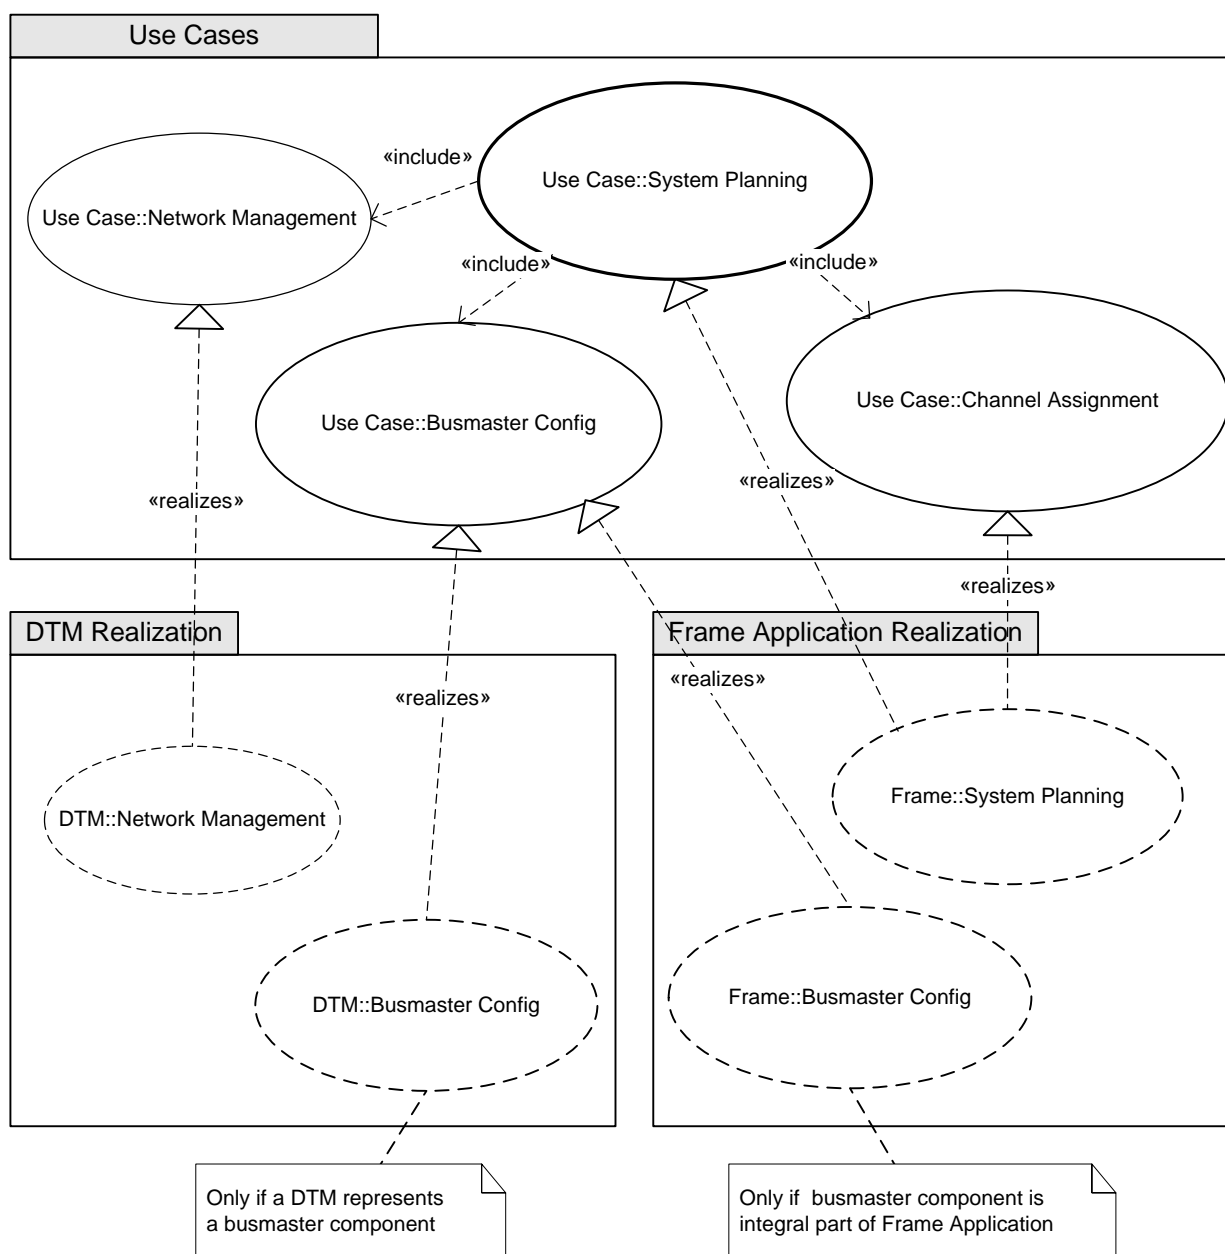 Use Cases
«include»
Use Case::System Planning
Use Case::Network Management
«include»
«include»
Use Case::Channel Assignment
Use Case::Busmaster Config
«realizes»
«realizes»
«realizes»
DTM Realization
Frame Application Realization
«realizes»
«realizes»
Frame::System Planning
DTM::Network Management
Frame::Busmaster Config
DTM::Busmaster Config
Only if a DTM represents
a busmaster component
Only if  busmaster component is
integral part of Frame Application